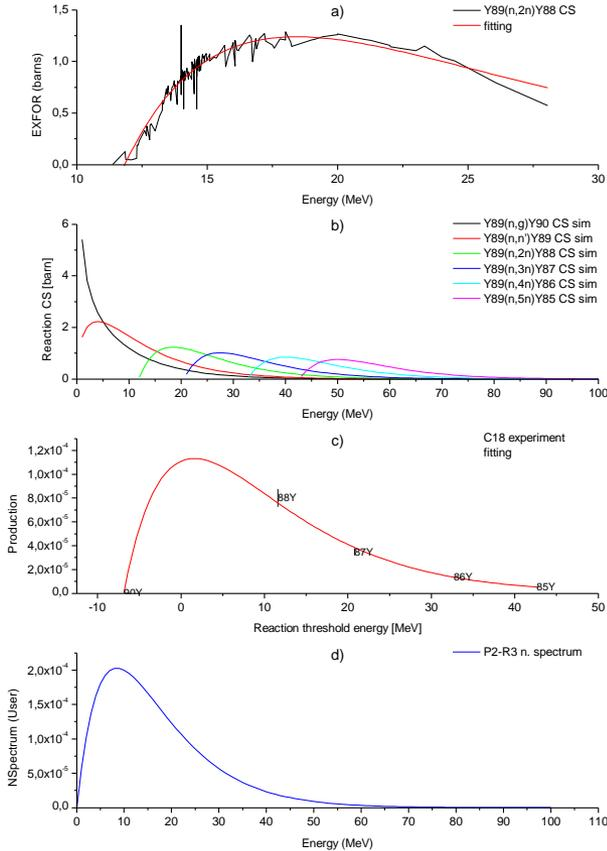 a)
Y89(n,2n)Y88 CS
fitting
1,5
1,0
0,5
0,0
EXFOR (barns)
10 15 20 25 30
Energy (MeV)
b)
Y89(n,g)Y90 CS sim
Y89(n,n')Y89 CS sim
Y89(n,2n)Y88 CS sim
Y89(n,3n)Y87 CS sim
Y89(n,4n)Y86 CS sim
Y89(n,5n)Y85 CS sim
6
4
2
0
Reaction CS [barn]
0 10 20 30 40 50 60 70 80 90 100
Energy (MeV)
c)
C18 experiment
fitting
1,2x10⁻⁴
1,0x10⁻⁴
8,0x10⁻⁵
6,0x10⁻⁵
4,0x10⁻⁵
2,0x10⁻⁵
0,0
Production
88Y
87Y
86Y
85Y
90Y
-10 0 10 20 30 40 50
Reaction threshold energy [MeV]
d)
P2-R3 n. spectrum
2,0x10⁻⁴
1,5x10⁻⁴
1,0x10⁻⁴
5,0x10⁻⁵
0,0
NSpectrum (User)
0 10 20 30 40 50 60 70 80 90 100 110
Energy (MeV)